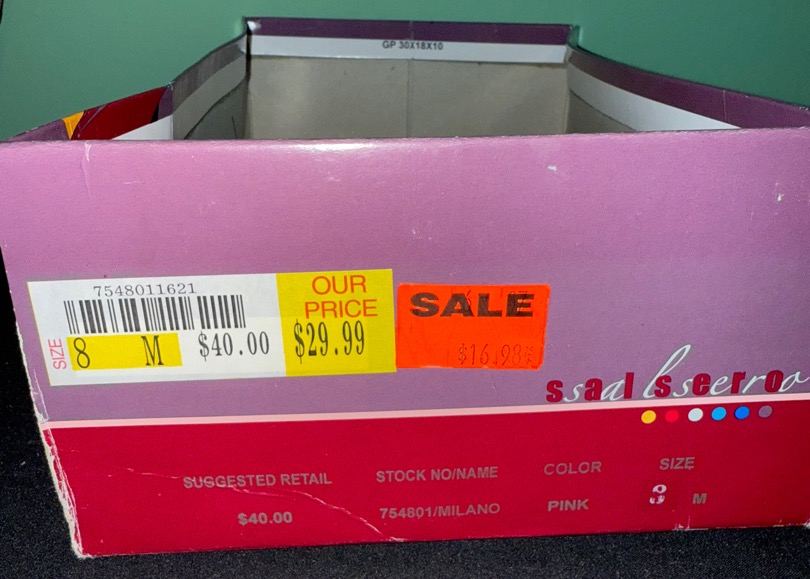 GP 30X18X10
7548011621
SIZE
8 M
$40.00
OUR
PRICE
$29.99
SALE
$16.98
SUGGESTED RETAIL
$40.00
STOCK NO/NAME
754801/MILANO
COLOR
PINK
SIZE
8 M